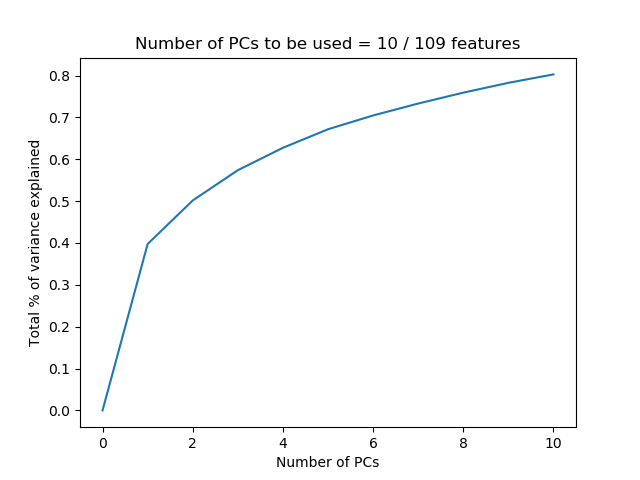 Number of PCs to be used = 10 / 109 features
Total % of variance explained
0.8
0.7
0.6
0.5
0.4
0.3
0.2
0.1
0.0
0 2 4 6 8 10
Number of PCs